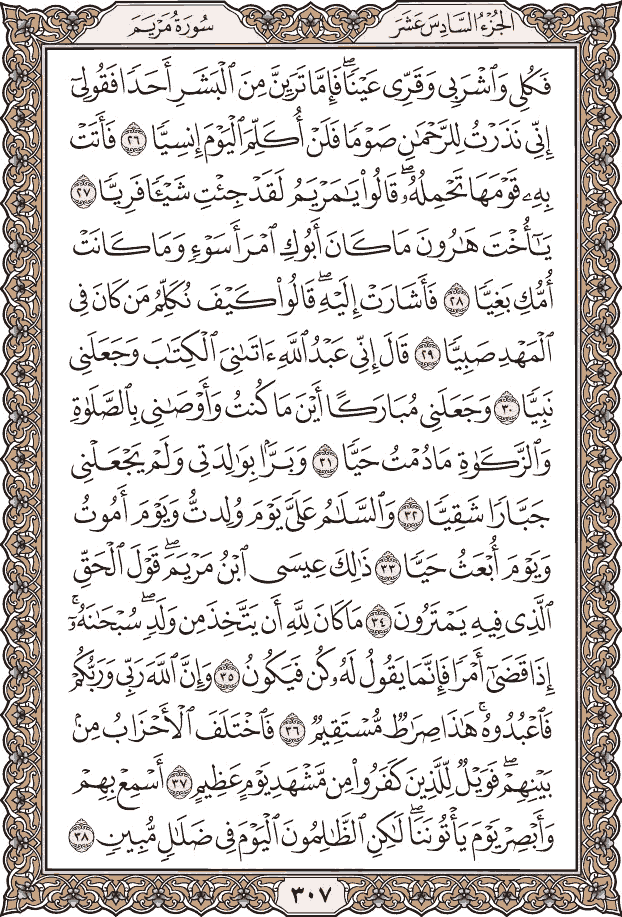 الجُزْءُ السَّادِسَ عَشَرَ
سُورَةُ مَرْيَمَ
فَكُلِى وَٱشْرَبِى وَقَرِّى عَيْنًۭا ۖ فَإِمَّا تَرَيِنَّ مِنَ ٱلْبَشَرِ أَحَدًۭا فَقُولِىٓ
إِنِّى نَذَرْتُ لِلرَّحْمَـٰنِ صَوْمًۭا فَلَنْ أُكَلِّمَ ٱلْيَوْمَ إِنسِيًّۭا ٢٦ فَأَتَتْ
بِهِۦ قَوْمَهَا تَحْمِلُهُۥ ۖ قَالُوا۟ يَـٰمَرْيَمُ لَقَدْ جِئْتِ شَيْـًۭٔا فَرِيًّۭا ٢٧
يَـٰٓأُخْتَ هَـٰرُونَ مَا كَانَ أَبُوكِ ٱمْرَأَ سَوْءٍۢ وَمَا كَانَتْ
أُمُّكِ بَغِيًّۭا ٢٨ فَأَشَارَتْ إِلَيْهِ ۖ قَالُوا۟ كَيْفَ نُكَلِّمُ مَن كَانَ فِى
ٱلْمَهْدِ صَبِيًّۭا ٢٩ قَالَ إِنِّى عَبْدُ ٱللَّهِ ءَاتَىٰنِىَ ٱلْكِتَـٰبَ وَجَعَلَنِى
نَبِيًّۭا ٣٠ وَجَعَلَنِى مُبَارَكًا أَيْنَ مَا كُنتُ وَأَوْصَـٰنِى بِٱلصَّلَوٰةِ
وَٱلزَّكَوٰةِ مَا دُمْتُ حَيًّۭا ٣١ وَبَرًّۢا بِوَٰلِدَتِى وَلَمْ يَجْعَلْنِى
جَبَّارًۭا شَقِيًّۭا ٣٢ وَٱلسَّلَـٰمُ عَلَىَّ يَوْمَ وُلِدتُّ وَيَوْمَ أَمُوتُ
وَيَوْمَ أُبْعَثُ حَيًّۭا ٣٣ ذَٰلِكَ عِيسَى ٱبْنُ مَرْيَمَ ۖ قَوْلَ ٱلْحَقِّ
ٱلَّذِى فِيهِ يَمْتَرُونَ ٣٤ مَا كَانَ لِلَّهِ أَن يَتَّخِذَ مِن وَلَدٍۢ ۖ سُبْحَـٰنَهُۥٓ ۚ
إِذَا قَضَىٰٓ أَمْرًۭا فَإِنَّمَا يَقُولُ لَهُۥ كُن فَيَكُونُ ٣٥ وَإِنَّ ٱللَّهَ رَبِّى وَرَبُّكُمْ
فَٱعْبُدُوهُ ۚ هَـٰذَا صِرَٰطٌۭ مُّسْتَقِيمٌۭ ٣٦ فَٱخْتَلَفَ ٱلْأَحْزَابُ مِنۢ
بَيْنِهِمْ ۖ فَوَيْلٌۭ لِّلَّذِينَ كَفَرُوا۟ مِن مَّشْهَدِ يَوْمٍ عَظِيمٍ ٣٧ أَسْمِعْ بِهِمْ
وَأَبْصِرْ يَوْمَ يَأْتُونَنَا ۖ لَـٰكِنِ ٱلظَّـٰلِمُونَ ٱلْيَوْمَ فِى ضَلَـٰلٍۢ مُّبِينٍۢ ٣٨
٣٠٧